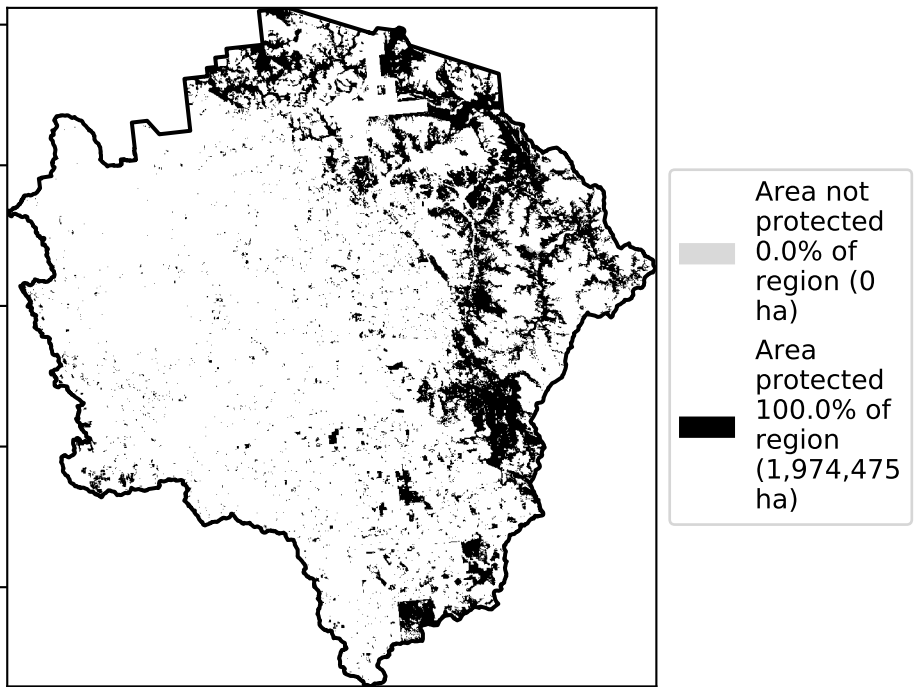 Area not
protected
0.0% of
region (0
ha)
Area
protected
100.0% of
region
(1,974,475
ha)